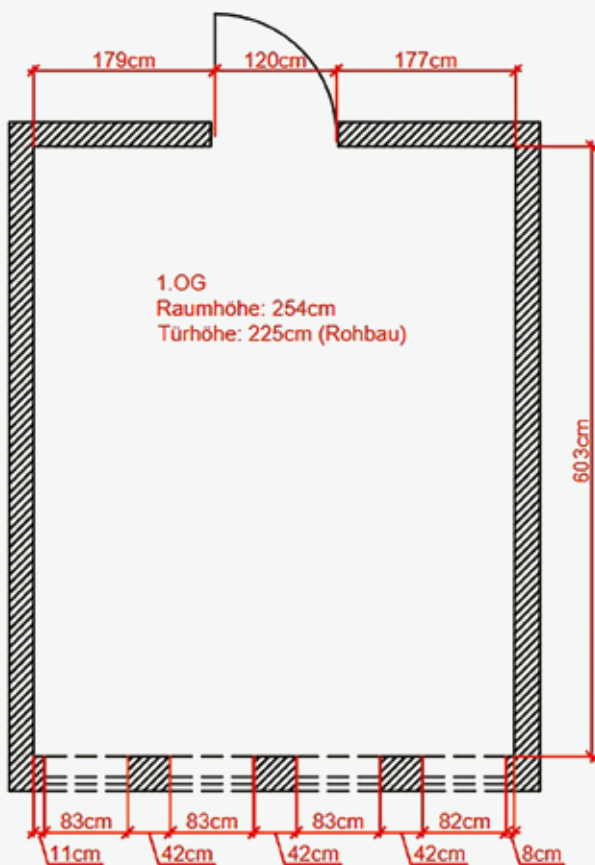 179cm 120cm 177cm
1.OG
Raumhöhe: 254cm
Türhöhe: 225cm (Rohbau)
603cm
83cm 83cm 83cm 82cm
11cm 42cm 42cm 42cm 8cm